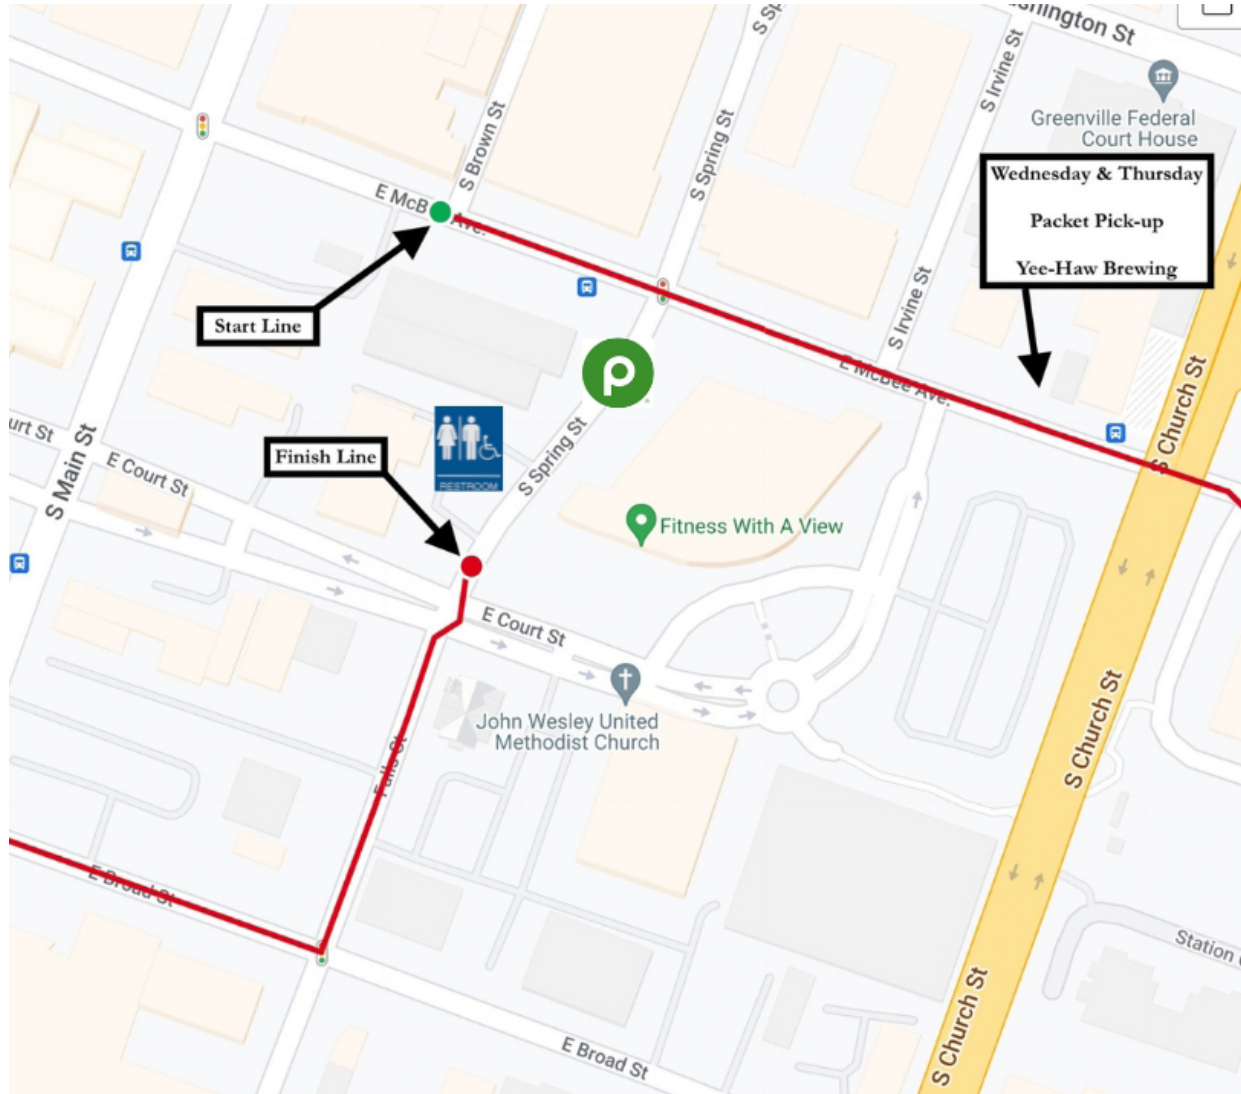 S Sp
shington St
S Irvine St
Greenville Federal
Court House
S Brown St
S Spring St
Wednesday & Thursday
Packet Pick-up
Yee-Haw Brewing
E McB
Ave.
S Irvine St
Start Line
E McBee Ave.
S Church St
p
urt St
S Main St
E Court St
Finish Line
RESTROOM
S Spring St
Fitness With A View
E Court St
John Wesley United
Methodist Church
S Church St
Falls St
E Broad St
Station
E Broad St
S Church St